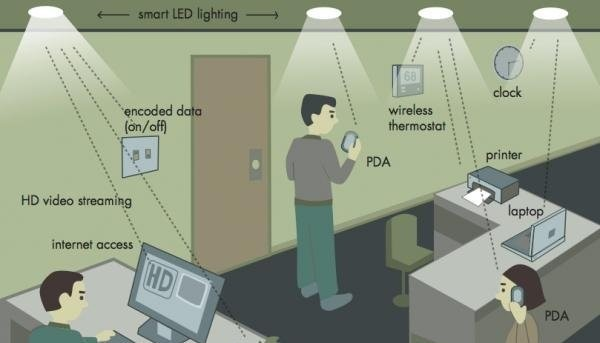 smart LED lighting
encoded data
(on/off)
68
wireless
thermostat
clock
PDA
printer
HD video streaming
laptop
internet access
HD
PDA